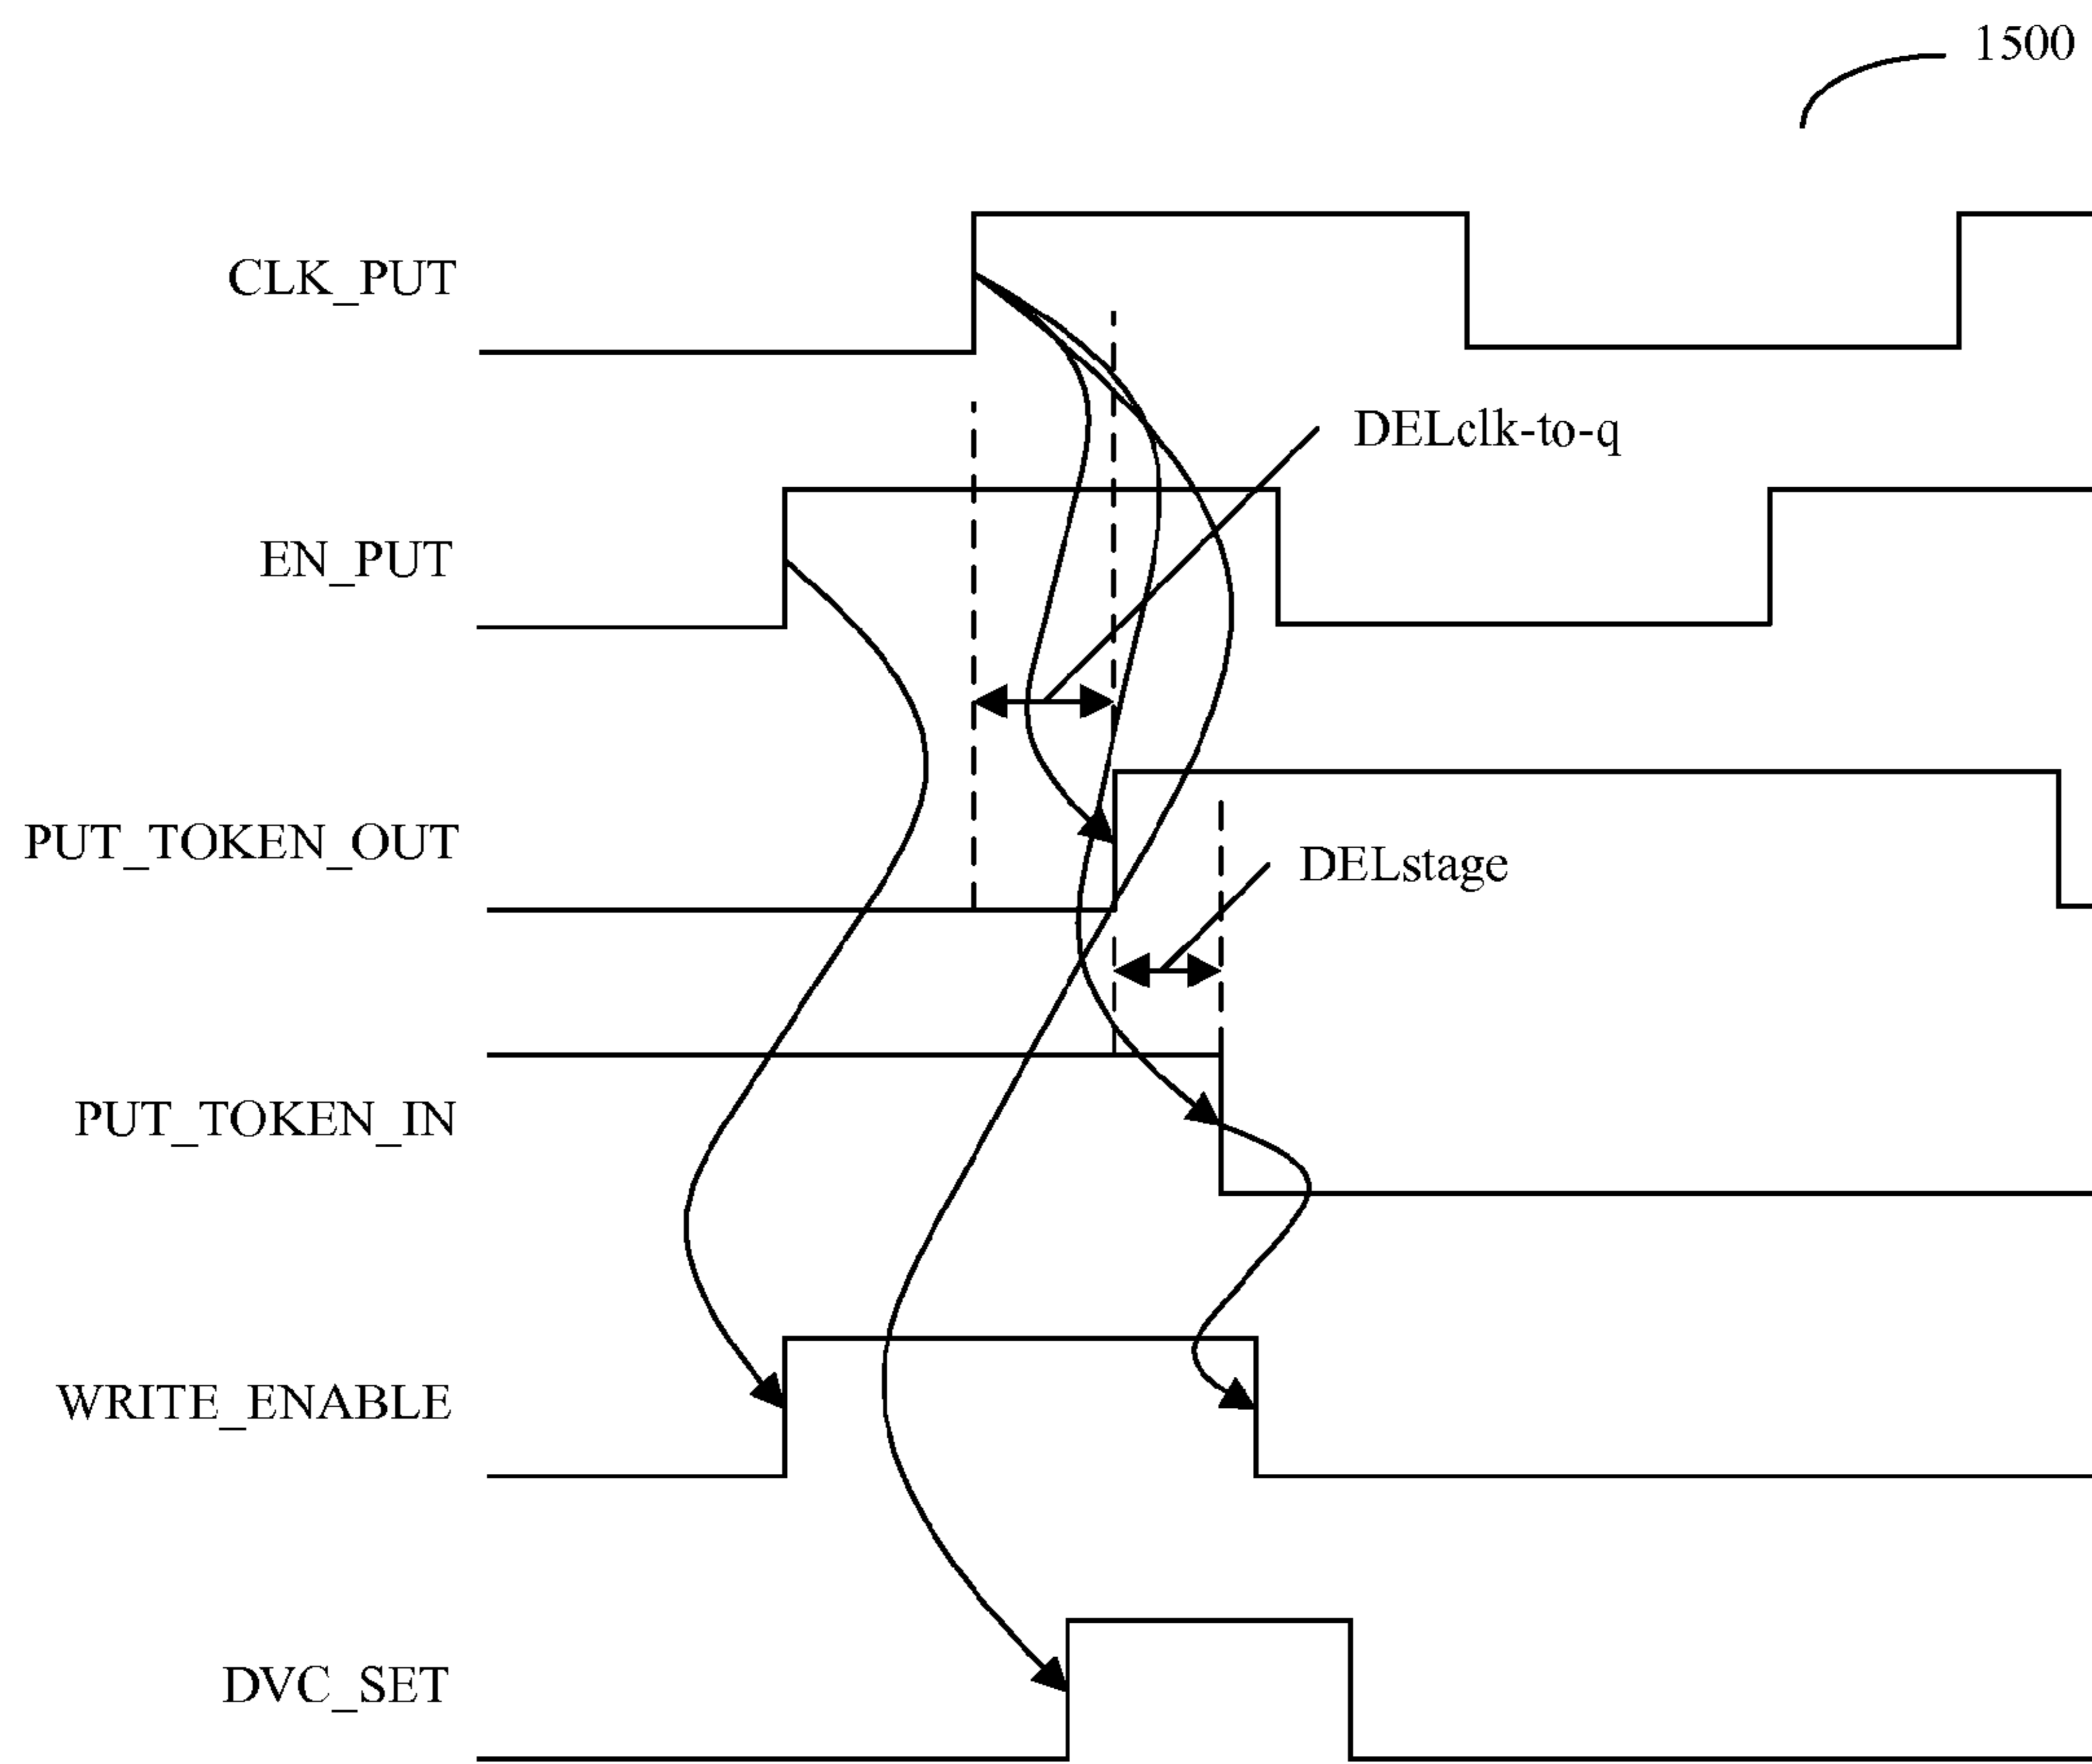 1500
CLK_PUT
DELclk-to-q
EN_PUT
PUT_TOKEN_OUT
DELstage
PUT_TOKEN_IN
WRITE_ENABLE
DVC_SET